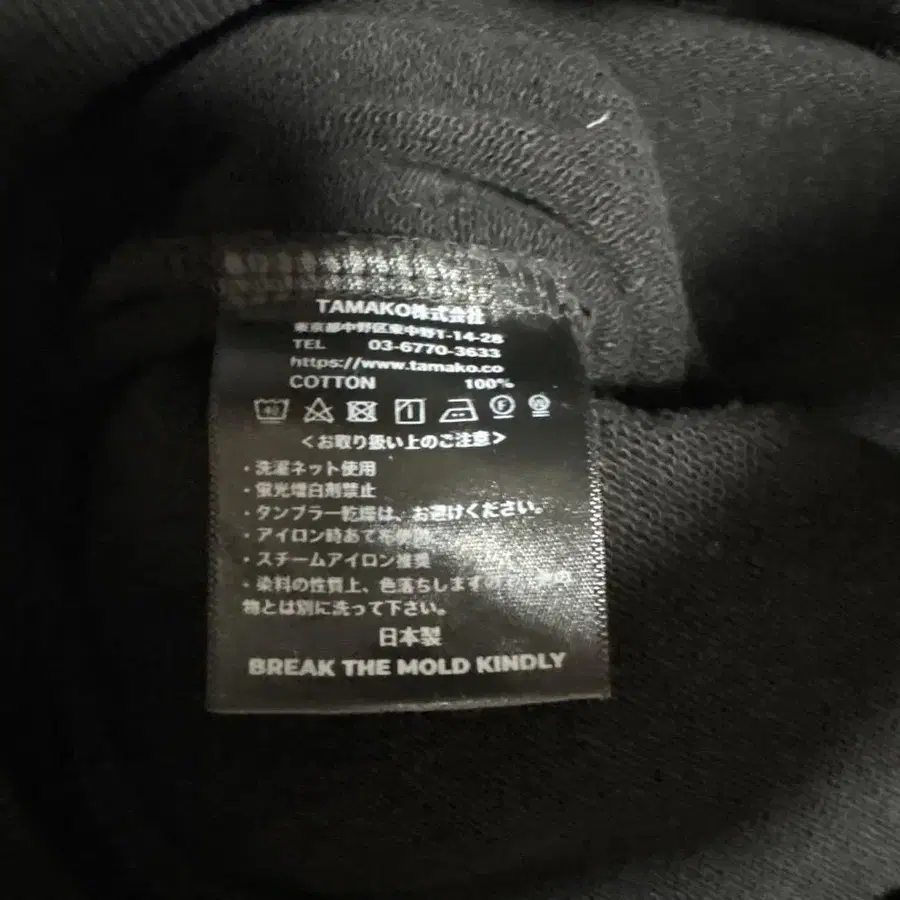 TAMAKO株式会社
東京都中野区東中野1-14-28
TEL 03-6770-3633
https://www.tamako.co
COTTON 100%
40 F W
<お取り扱い上のご注意>
・洗濯ネット使用
・蛍光増白剤禁止
・タンブラー乾燥は、お避けください。
・アイロン時あて布使用
・スチームアイロン推奨
・染料の性質上、色落ちしますので
物とは別に洗って下さい。
日本製
BREAK THE MOLD KINDLY